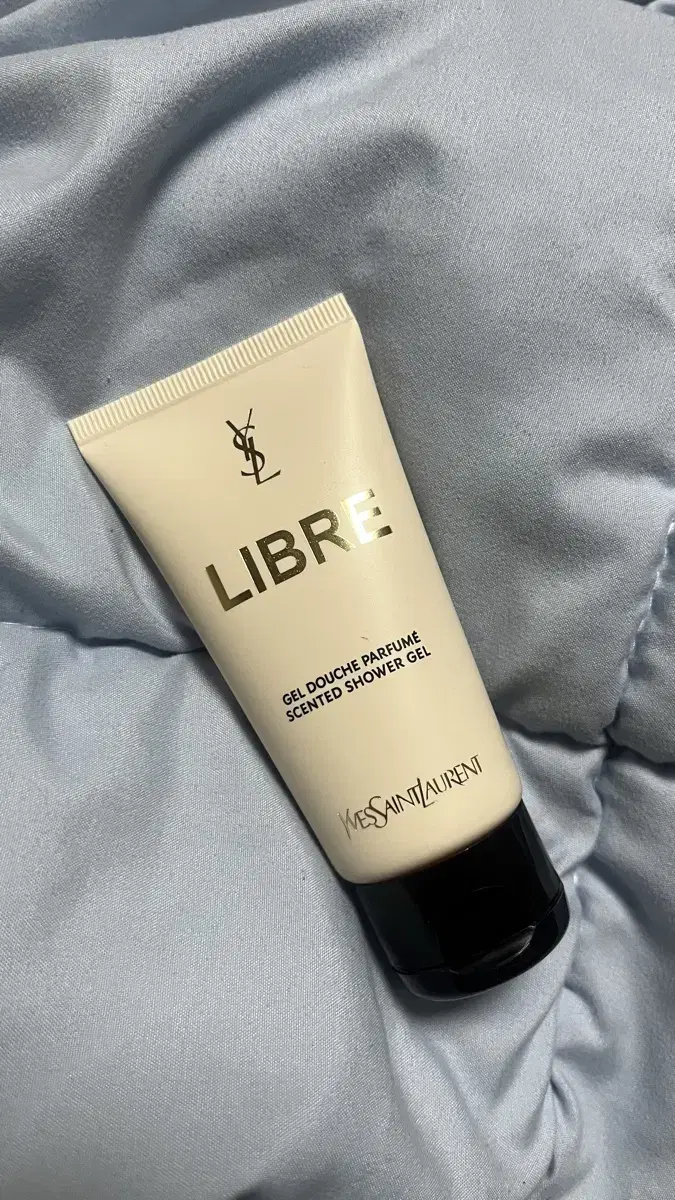 YSL
LIBRE
GEL DOUCHE PARFUMÉ
SCENTED SHOWER GEL
YVESSAINTLAURENT